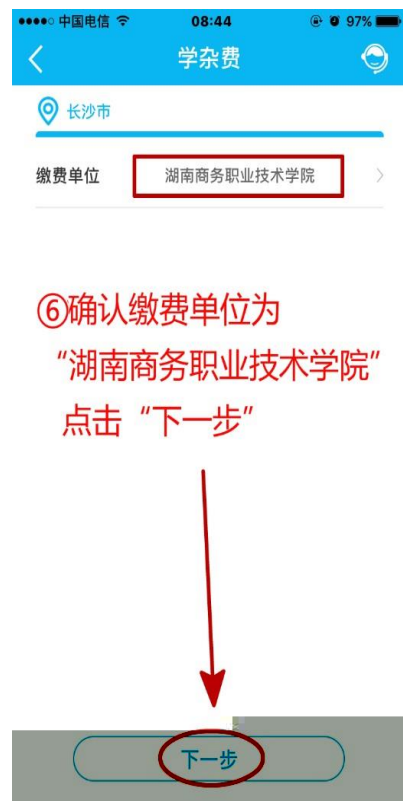 中国电信 08:44 97%
学杂费
长沙市
缴费单位 湖南商务职业技术学院
⑥确认缴费单位为
“湖南商务职业技术学院”
点击“下一步”
下一步